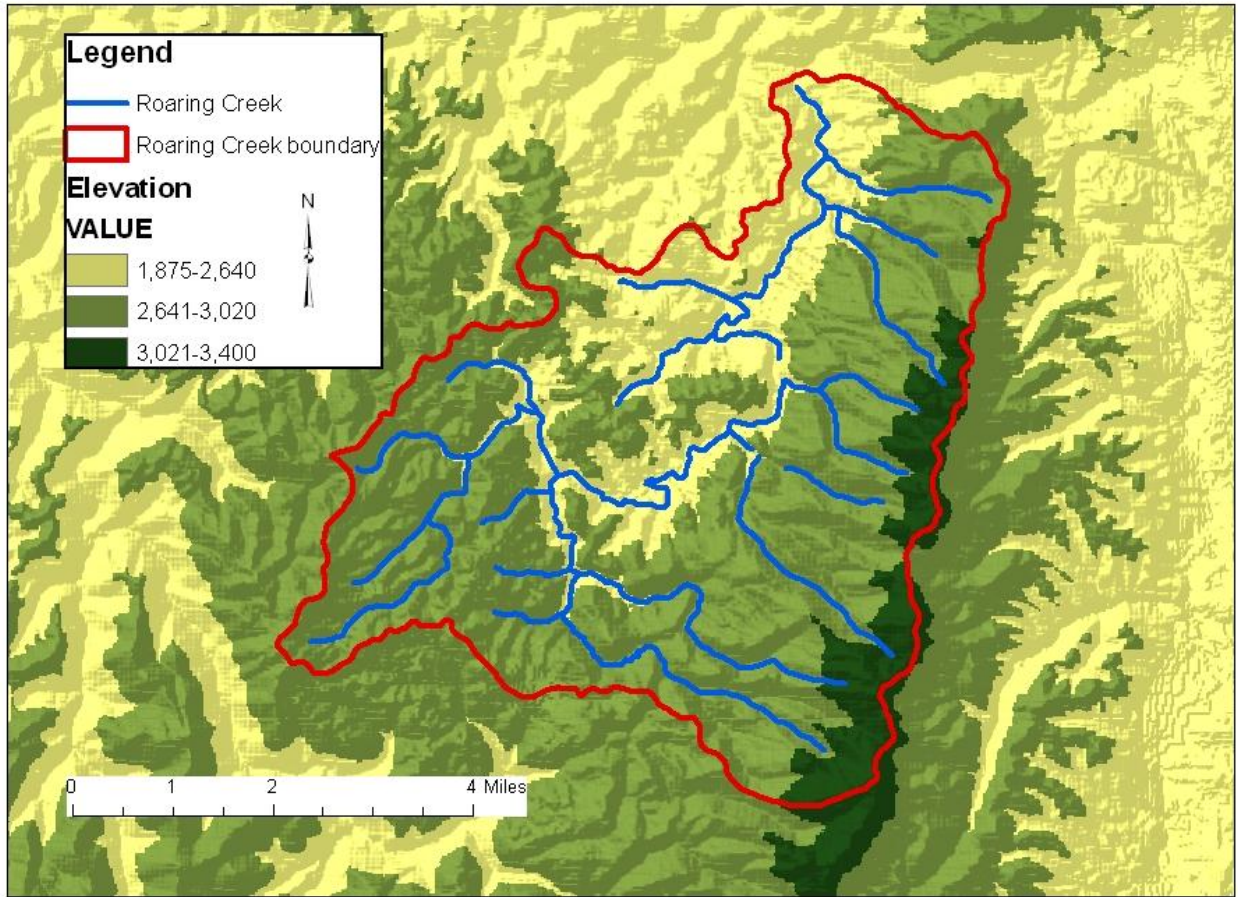 Legend
Roaring Creek
Roaring Creek boundary
Elevation
VALUE
1,875-2,640
2,641-3,020
3,021-3,400
N
0 1 2 4 Miles